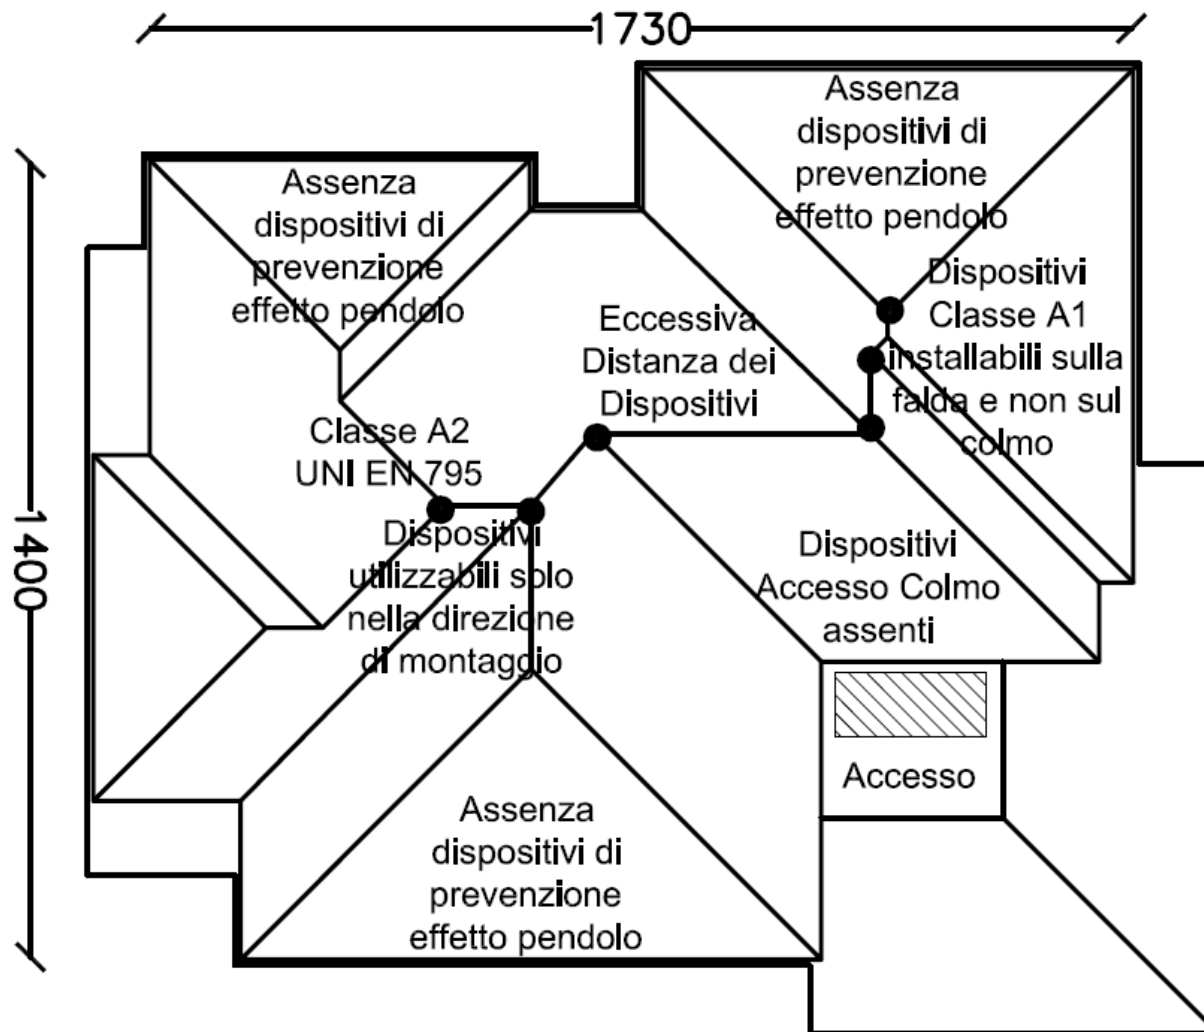 1730
Assenza
dispositivi di
prevenzione
effetto pendolo
Assenza
dispositivi di
prevenzione
effetto pendolo
Dispositivi
Classe A1
installabili sulla
falda e non sul
colmo
Eccessiva
Distanza dei
Dispositivi
Classe A2
UNI EN 795
1400
Dispositivi
utilizzabili solo
nella direzione
di montaggio
Dispositivi
Accesso Colmo
assenti
Accesso
Assenza
dispositivi di
prevenzione
effetto pendolo